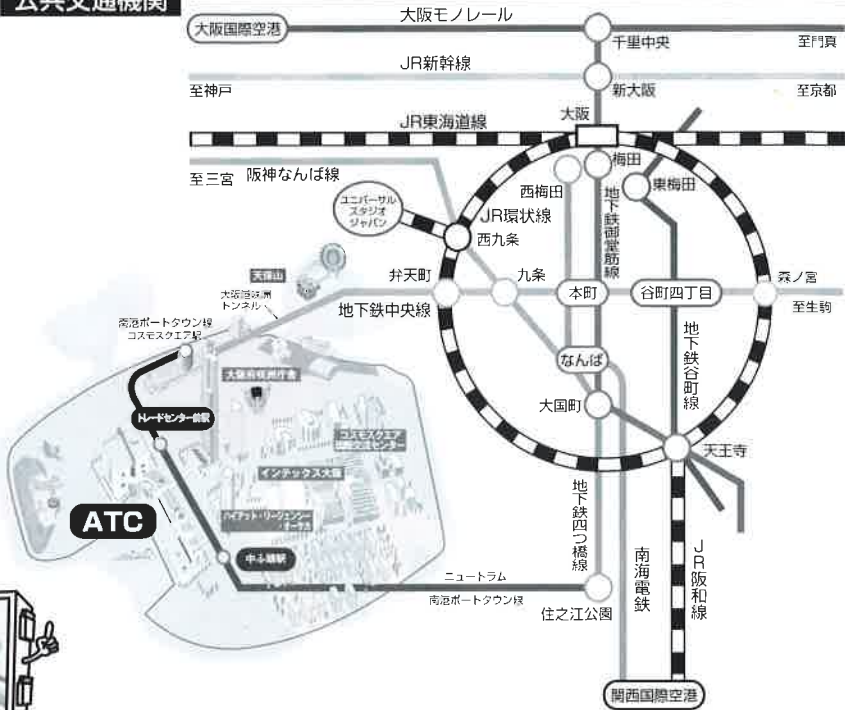 公共交通機関
大阪モノレール
大阪国際空港
千里中央
至門真
JR新幹線
至神戸
新大阪
至京都
大阪
JR東海道線
梅田
至三宮
阪神なんば線
西梅田
東梅田
ユニバーサル
スタジオ
ジャパン
JR環状線
西九条
地下鉄御堂筋線
天保山
弁天町
九条
本町
谷町四丁目
森ノ宮
トンネル
地下鉄中央線
至生駒
南港ポートタウン線
コスモスクエア駅
なんば
地下鉄谷町線
大阪府咲洲庁舎
大国町
トレードセンター前駅
コスモスクエア
天王寺
インテックス大阪
ATC
ハイアット・リージェンシー
・オーサカ
地下鉄四つ橋線
中ふ頭駅
南海電鉄
JR阪和線
ニュートラム
南港ポートタウン線
住之江公園
関西国際空港